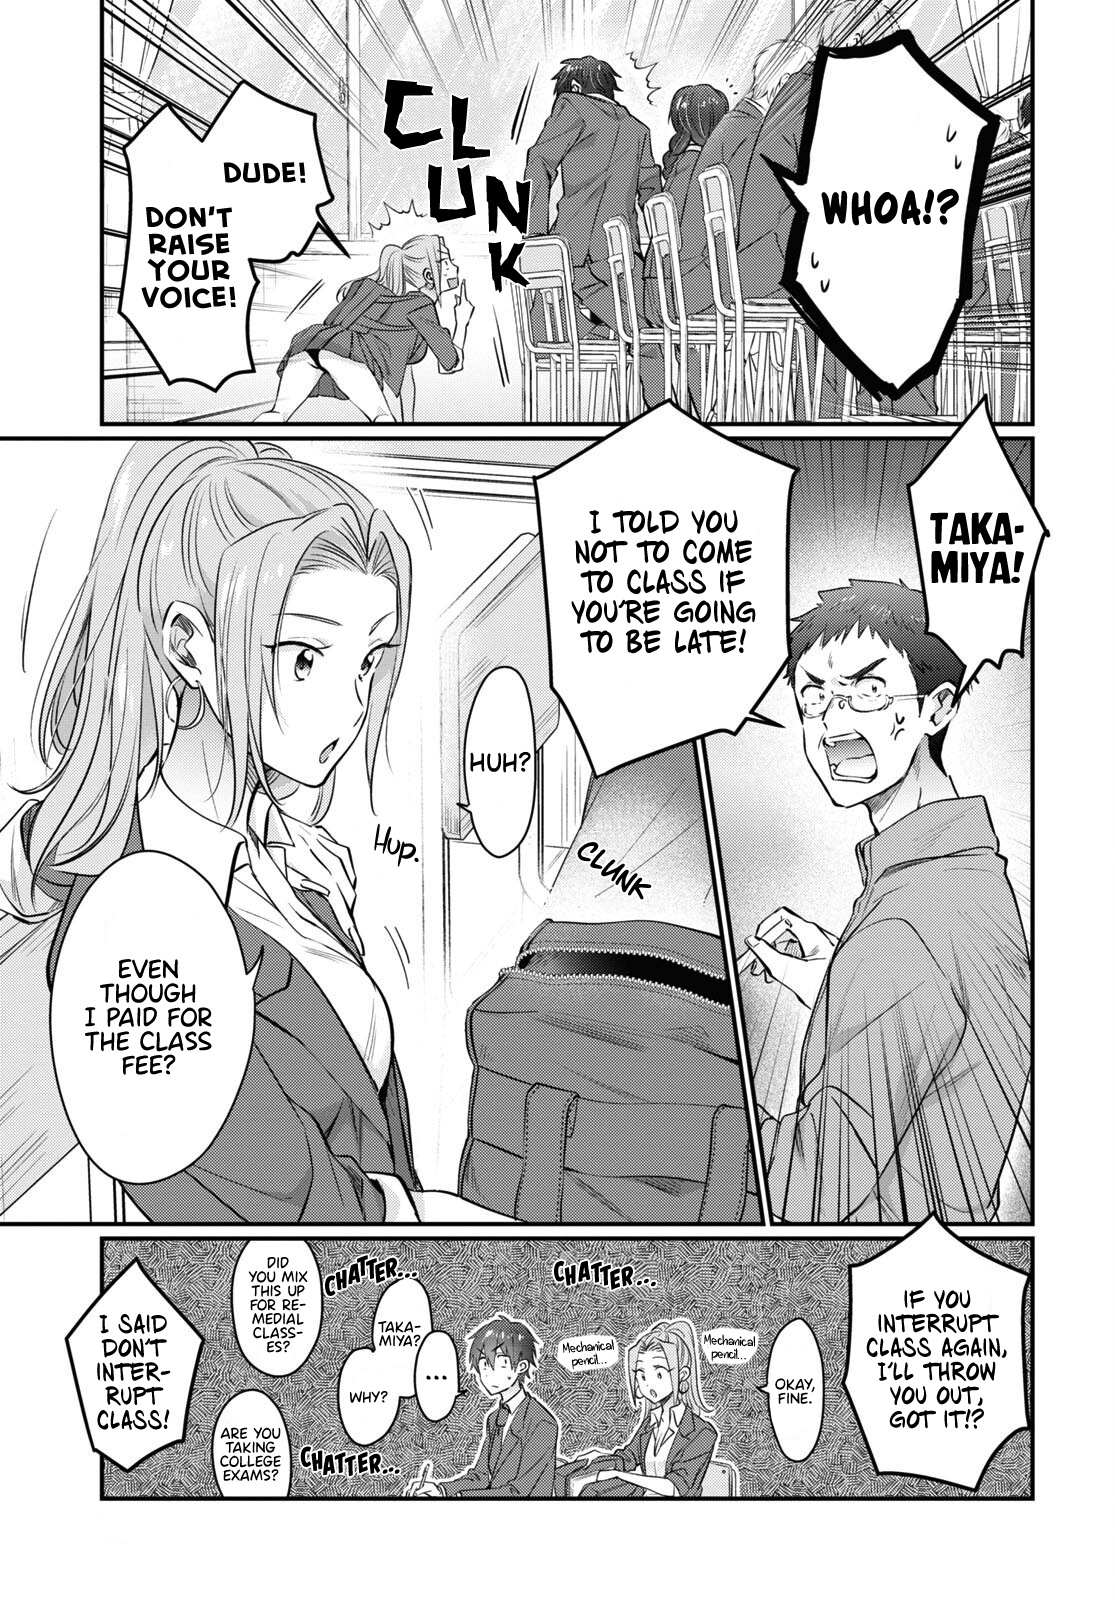 WHOA!?
CLUNK
DUDE!
DON'T
RAISE
YOUR
VOICE!
TAKA-
MIYA!
I TOLD YOU
NOT TO COME
TO CLASS IF
YOU'RE GOING
TO BE LATE!
HUH?
CLUNK
Hup.
EVEN
THOUGH
I PAID FOR
THE CLASS
FEE?
IF YOU
INTERRUPT
CLASS AGAIN,
I'LL THROW
YOU OUT,
GOT IT!?
OKAY,
FINE.
Mechanical
pencil...
Mechanical
pencil...
CHATTER...
TAKA-
MIYA?
...
WHY?
CHATTER...
DID
YOU MIX
THIS UP
FOR RE-
MEDIAL
CLASS-
ES?
CHATTER...
ARE YOU
TAKING
COLLEGE
EXAMS?
I SAID
DON'T
INTER-
RUPT
CLASS!